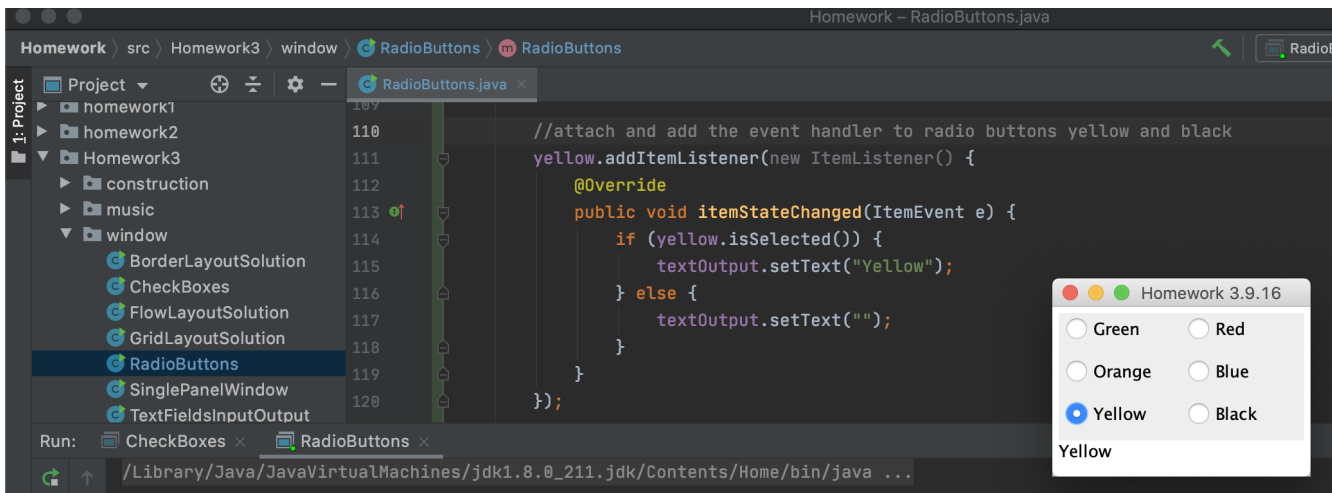 Homework – RadioButtons.java
Homework 〉 src 〉 Homework3 〉 window 〉 RadioButtons 〉 m RadioButtons
1: Project
Project
RadioButtons.java ×
homework1
homework2
Homework3
construction
music
window
BorderLayoutSolution
CheckBoxes
FlowLayoutSolution
GridLayoutSolution
RadioButtons
SinglePanelWindow
TextFieldsInputOutput
109
110 //attach and add the event handler to radio buttons yellow and black
111 yellow.addItemListener(new ItemListener() {
112 @Override
113 public void itemStateChanged(ItemEvent e) {
114 if (yellow.isSelected()) {
115 textOutput.setText("Yellow");
116 } else {
117 textOutput.setText("");
118 }
119 }
120 });
Homework 3.9.16
Green Red
Orange Blue
Yellow Black
Yellow
Run: CheckBoxes × RadioButtons ×
/Library/Java/JavaVirtualMachines/jdk1.8.0_211.jdk/Contents/Home/bin/java ...